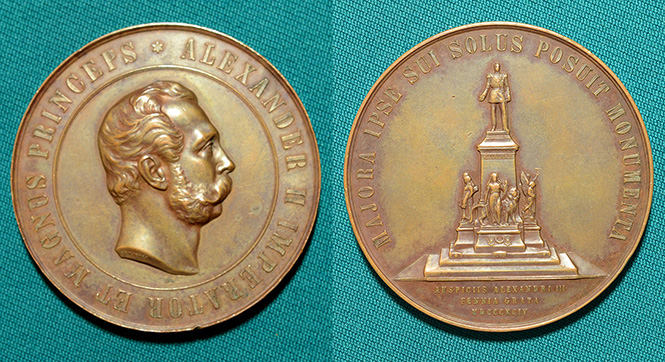 ALEXANDER II IMPERATOR ET MAGNUS PRINCEPS *
MAJORA IPSE SUI SOLUS POSUIT MONUMENTA
AUSPICIIS ALEXANDRI III
FENNIA GRATA
MDCCCXCIV